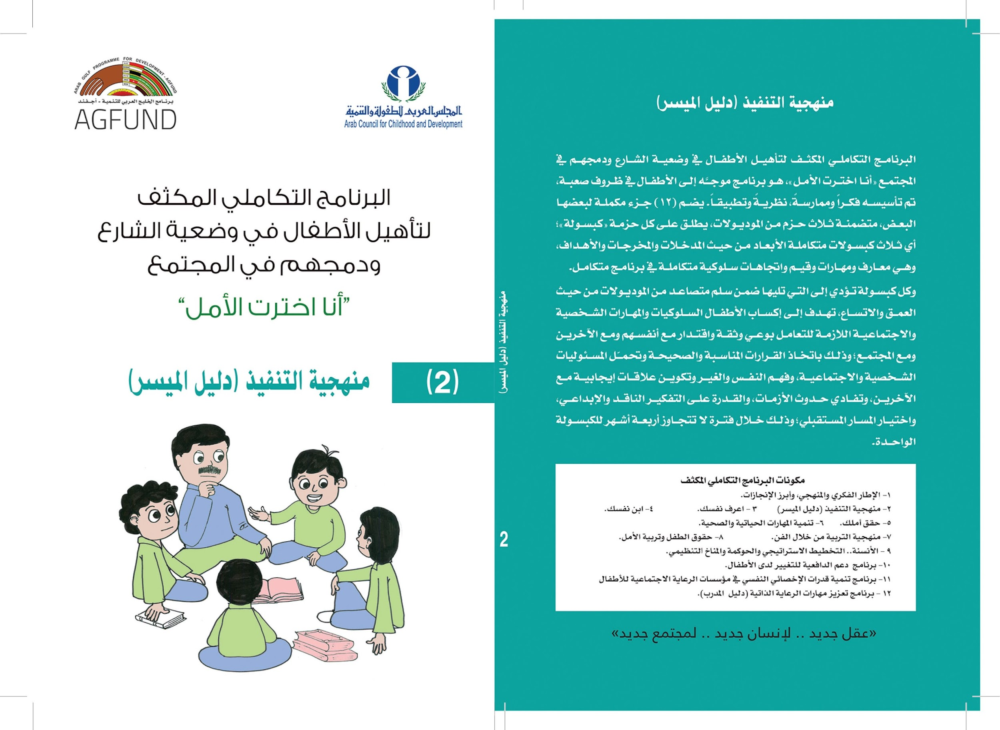 ARAB GULF PROGRAMME FOR DEVELOPMENT - AGFUND
برنامج الخليج العربي للتنمية - أجفند
AGFUND
المجلس العربي للطفولة والتنمية
Arab Council for Childhood and Development
البرنامج التكاملي المكثف
لتأهيل الأطفال في وضعية الشارع
ودمجهم في المجتمع
”أنا اخترت الأمل“
(2)
منهجية التنفيذ (دليل الميسر)
منهجية التنفيذ (دليل الميسر)
2
منهجية التنفيذ (دليل الميسر)
البرنامج التكاملي المكثف لتأهيل الأطفال في وضعية الشارع ودمجهم في
المجتمع «أنا اخترت الأمل»، هو برنامج موجَّه إلى الأطفال في ظروف صعبة،
تم تأسيسه فكراً وممارسةً، نظريةً وتطبيقاً. يضم (١٢) جزء مكملة لبعضها
البعض، متضمنة ثلاث حزم من الموديولات، يطلق على كل حزمة «كبسولة»؛
أي ثلاث كبسولات متكاملة الأبعاد من حيث المدخلات والمخرجات والأهداف،
وهي معارف ومهارات وقيم واتجاهات سلوكية متكاملة في برنامج متكامل.
وكل كبسولة تؤدي إلى التي تليها ضمن سلم متصاعد من الموديولات من حيث
العمق والاتساع، تهدف إلى إكساب الأطفال السلوكيات والمهارات الشخصية
والاجتماعية اللازمة للتعامل بوعي وثقة واقتدار مع أنفسهم ومع الآخرين
ومع المجتمع؛ وذلك باتخاذ القرارات المناسبة والصحيحة وتحمّل المسئوليات
الشخصية والاجتماعية، وفهم النفس والغير وتكوين علاقات إيجابية مع
الآخرين، وتفادي حدوث الأزمات، والقدرة على التفكير الناقد والإبداعي،
واختيار المسار المستقبلي؛ وذلك خلال فترة لا تتجاوز أربعة أشهر للكبسولة
الواحدة.
مكونات البرنامج التكاملي المكثف
١- الإطار الفكري والمنهجي، وأبرز الإنجازات.
٢- منهجية التنفيذ (دليل الميسر) ٣ - اعرف نفسك. ٤- ابن نفسك.
٥- حقق أملك. ٦- تنمية المهارات الحياتية والصحية.
٧- منهجية التربية من خلال الفن. ٨- حقوق الطفل وتربية الأمل.
٩ - الأنسنة.. التخطيط الاستراتيجي والحوكمة والمناخ التنظيمي.
١٠- برنامج دعم الدافعية للتغيير لدى الأطفال.
١١- برنامج تنمية قدرات الإخصائي النفسي في مؤسسات الرعاية الاجتماعية للأطفال
١٢ - برنامج تعزيز مهارات الرعاية الذاتية (دليل المدرب).
«عقل جديد .. لإنسان جديد .. لمجتمع جديد»